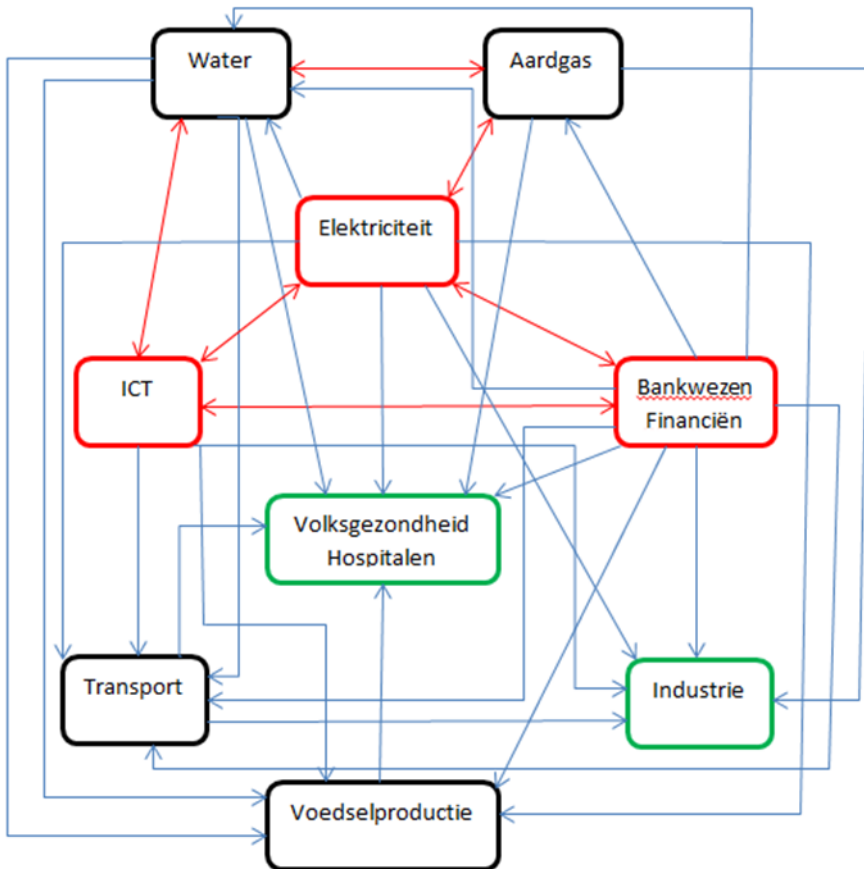 Water
Aardgas
Elektriciteit
ICT
Bankwezen
Financiën
Volksgezondheid
Hospitalen
Transport
Industrie
Voedselproductie